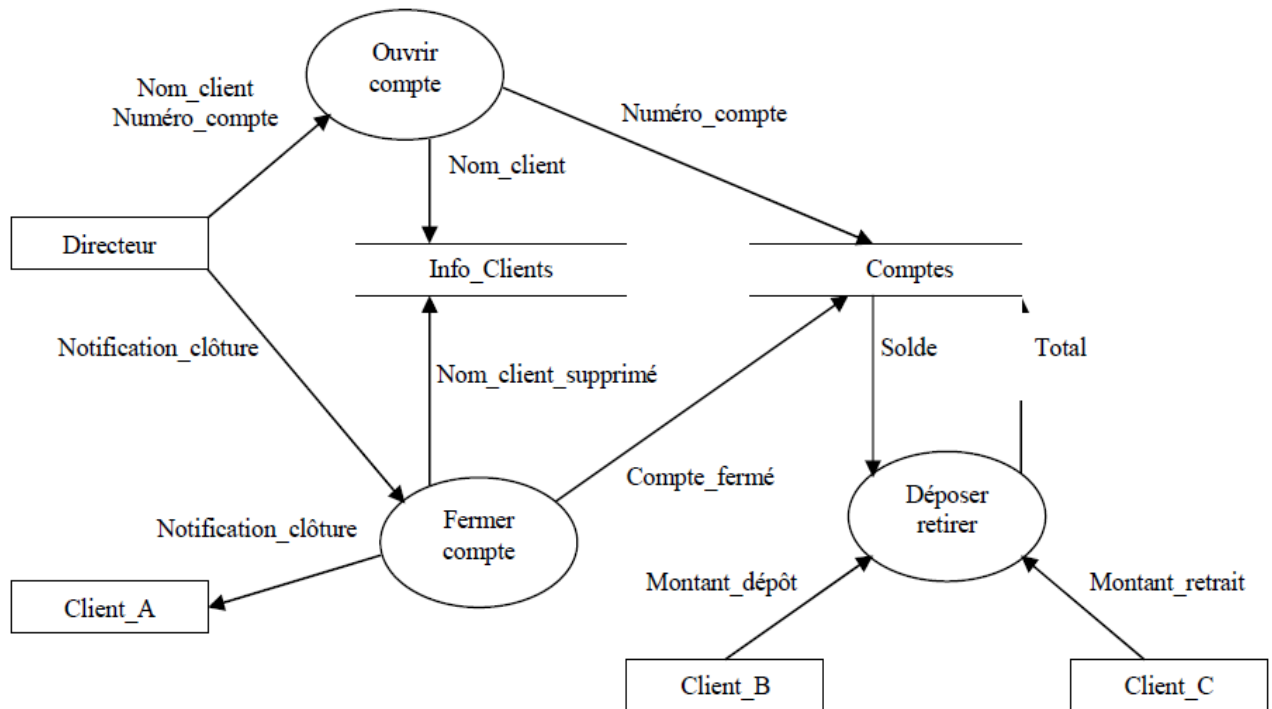 Ouvrir
compte
Nom_client
Numéro_compte
Numéro_compte
Nom_client
Directeur
Info_Clients
Comptes
Notification_clôture
Solde
Total
Nom_client_supprimé
Compte_fermé
Notification_clôture
Fermer
compte
Déposer
retirer
Client_A
Montant_dépôt
Montant_retrait
Client_B
Client_C